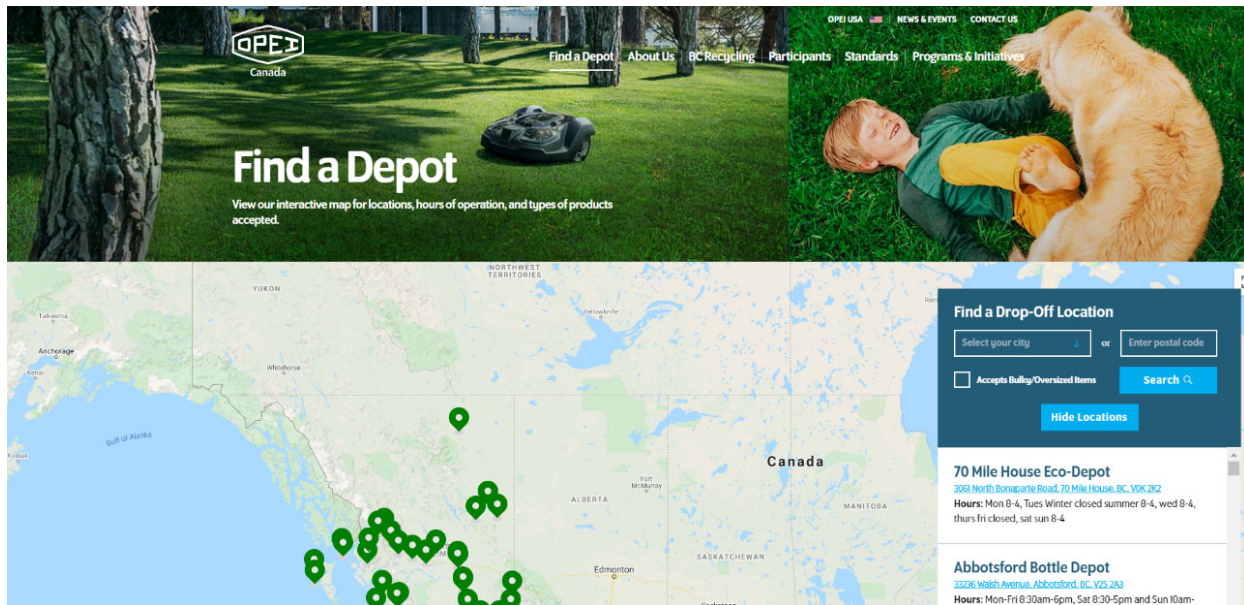 OPEI USA
NEWS & EVENTS
CONTACT US
OPEI
Canada
Find a Depot
About Us
BC Recycling
Participants
Standards
Programs & Initiatives
Find a Depot
View our interactive map for locations, hours of operation, and types of products
accepted.
NORTHWEST
TERRITORIES
YUKON
Yellowknife
Talkeetna
Anchorage
Kenai
Whitehorse
Gulf of Alaska
Kodiak
Canada
Fort
McMurray
ALBERTA
MANITOBA
SASKATCHEWAN
Edmonton
Saskatoon
Find a Drop-Off Location
Select your city
or
Enter postal code
Accepts Bulky/Oversized Items
Search
Hide Locations
70 Mile House Eco-Depot
3061 North Bonaparte Road, 70 Mile House, BC, V0K 2K2
Hours: Mon 8-4, Tues Winter closed summer 8-4, wed 8-4,
thurs fri closed, sat sun 8-4
Abbotsford Bottle Depot
33236 Walsh Avenue, Abbotsford, BC, V2S 2A3
Hours: Mon-Fri 8:30am-6pm, Sat 8:30-5pm and Sun 10am-